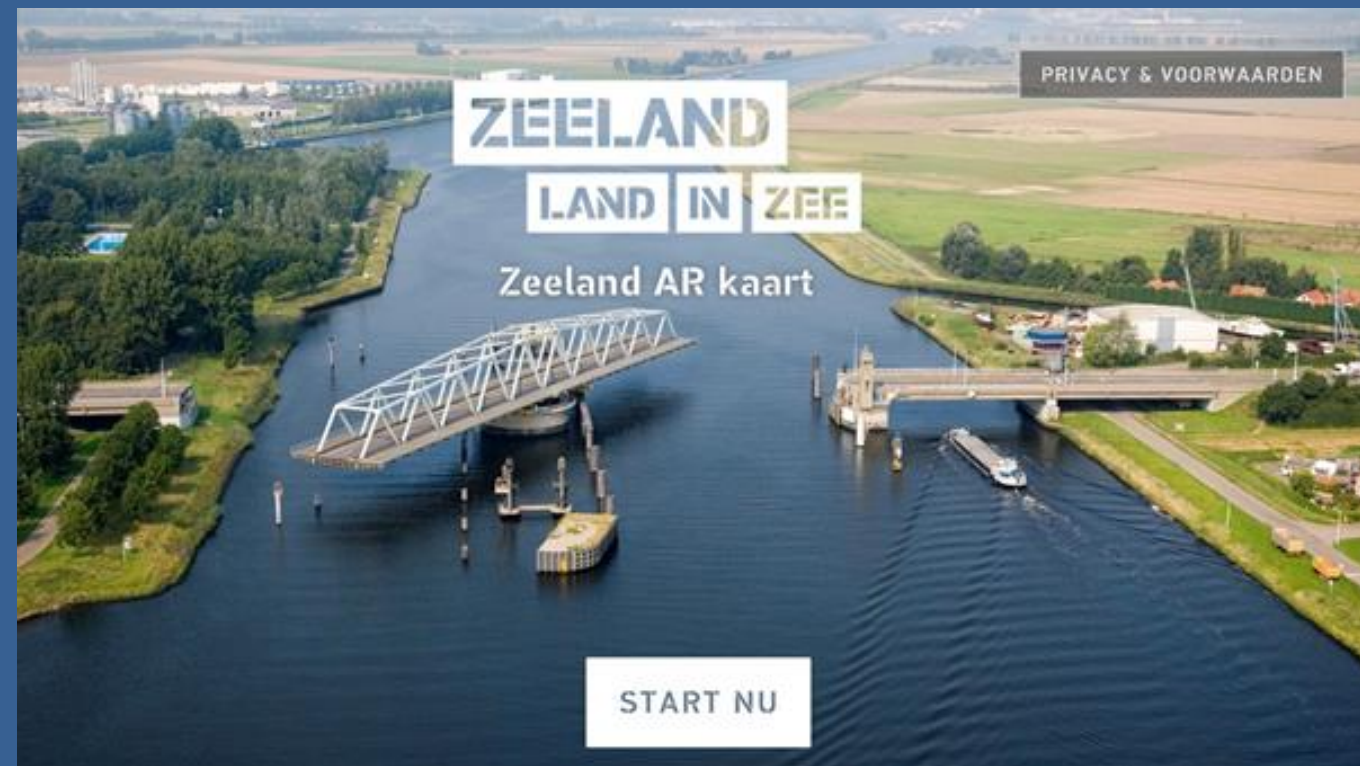 PRIVACY & VOORWAARDEN
ZEELAND
LAND IN ZEE
Zeeland AR kaart
START NU